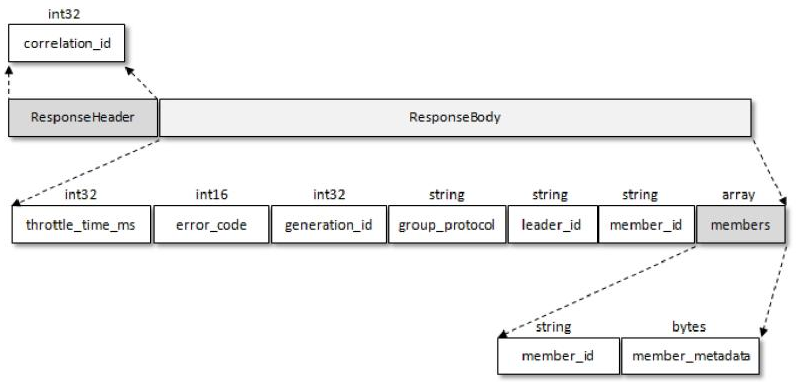 int32
correlation_id
ResponseHeader ResponseBody
int32 int16 int32 string string string array
throttle_time_ms error_code generation_id group_protocol leader_id member_id members
string bytes
member_id member_metadata